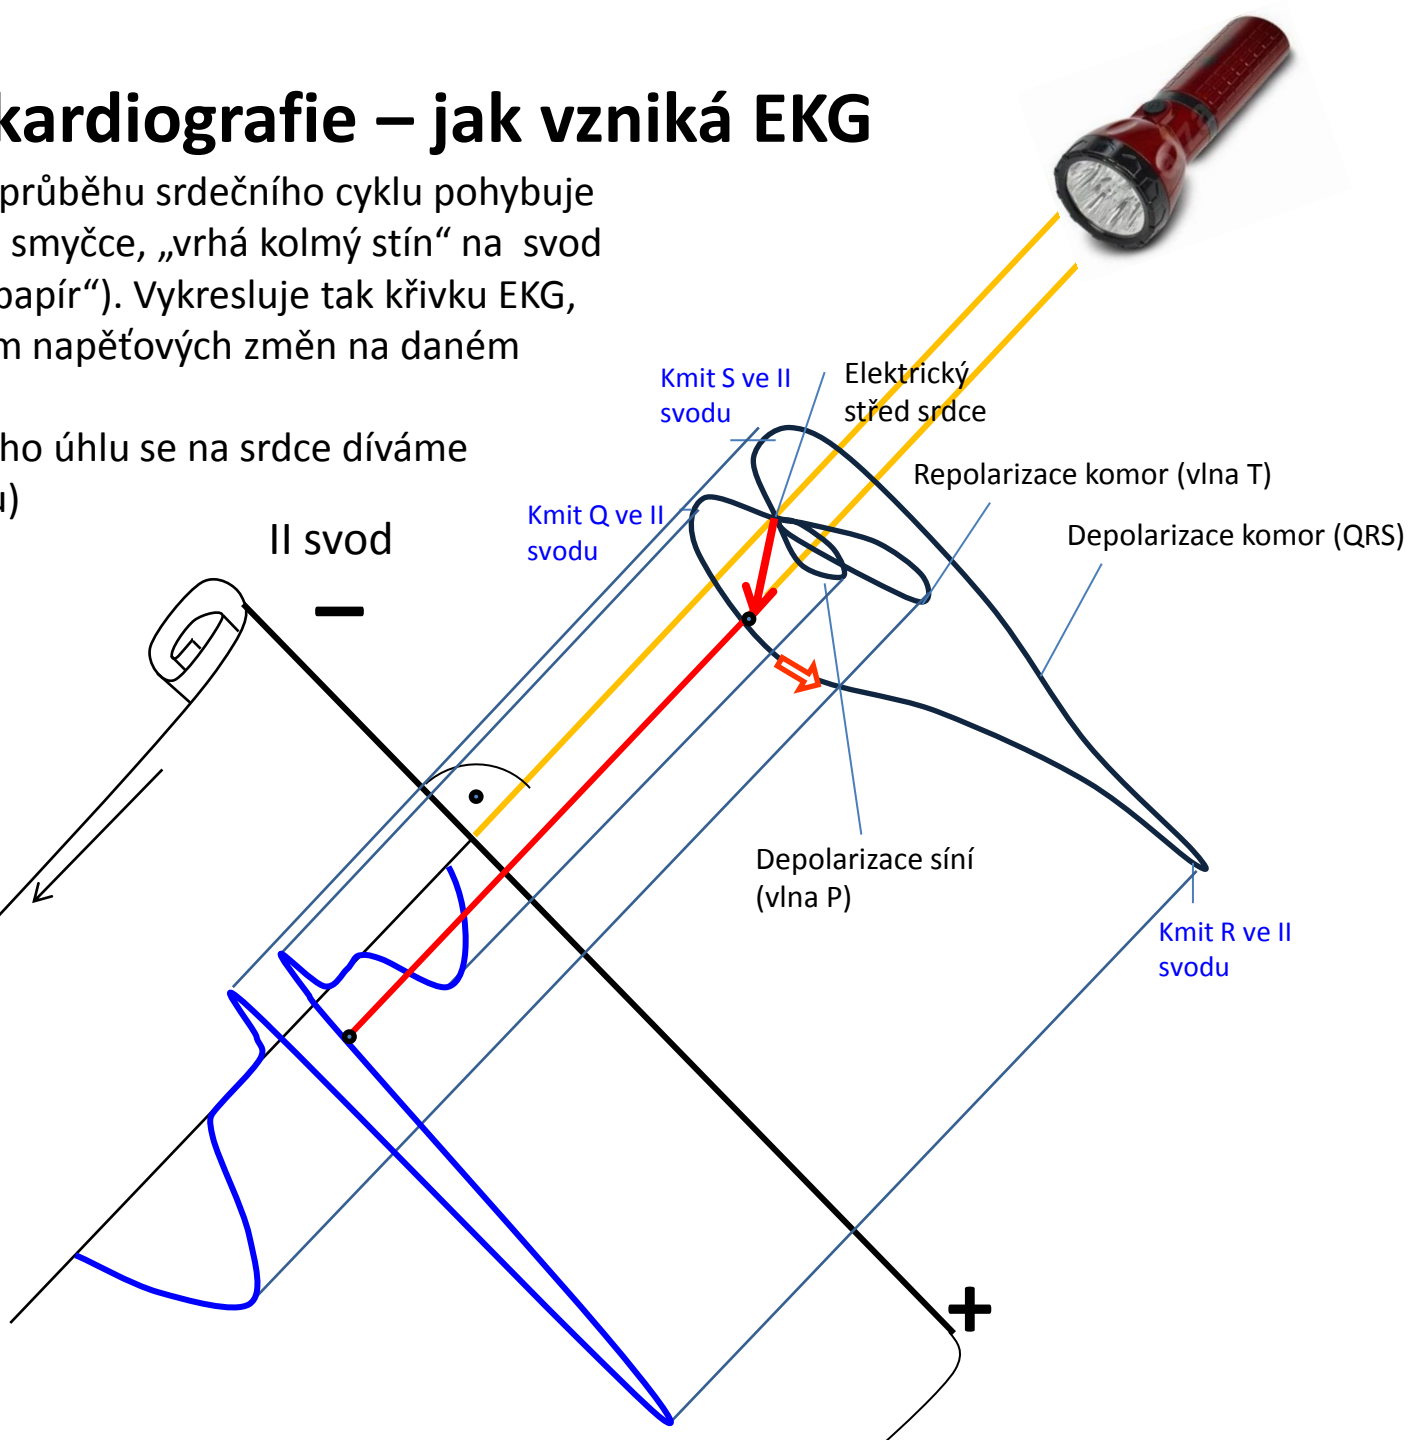 kardiografie – jak vzniká EKG
průběhu srdečního cyklu pohybuje
smyčce, „vrhá kolmý stín“ na svod
papír“). Vykresluje tak křivku EKG,
m napěťových změn na daném
ho úhlu se na srdce díváme
u)
II svod
–
Kmit S ve II
svodu
Elektrický
střed srdce
Kmit Q ve II
svodu
Repolarizace komor (vlna T)
Depolarizace komor (QRS)
Depolarizace síní
(vlna P)
Kmit R ve II
svodu
+